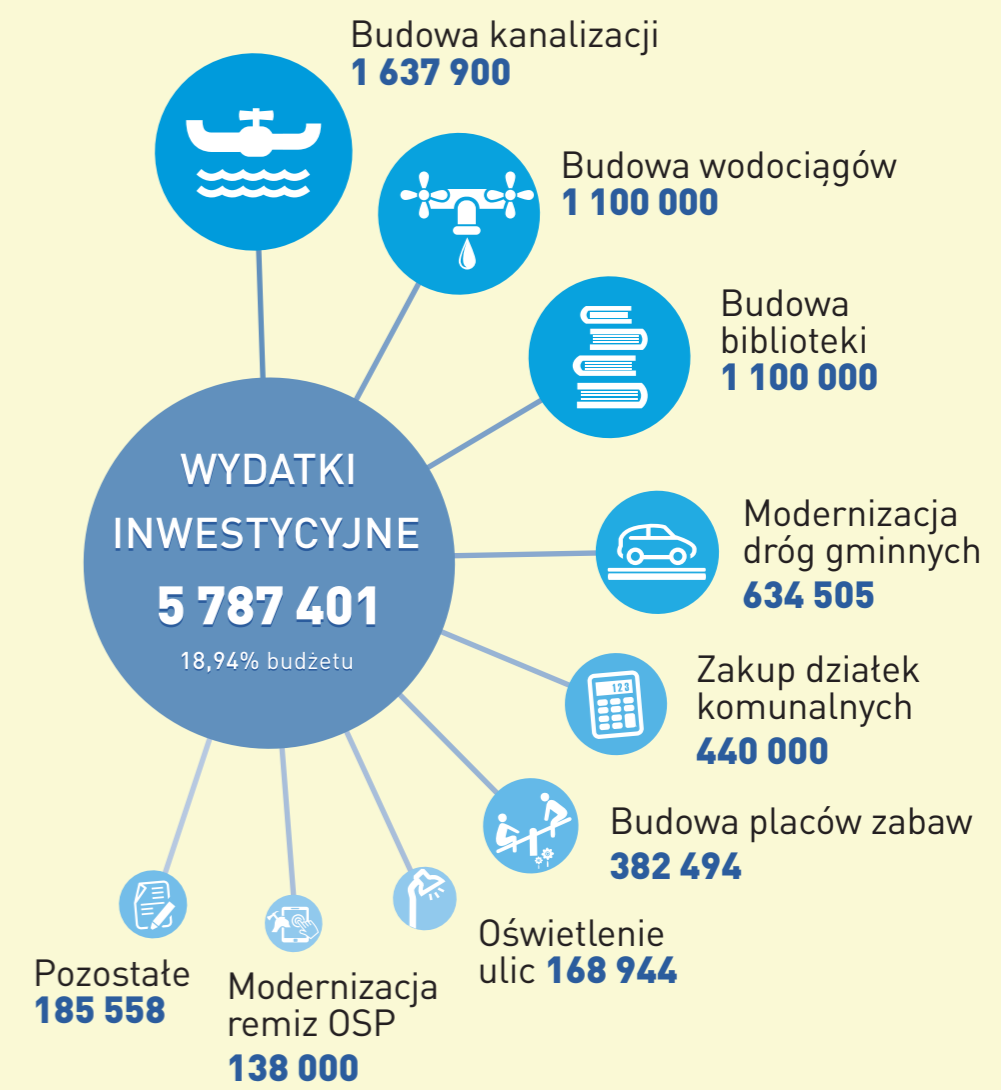 Budowa kanalizacji
1 637 900
Budowa wodociągów
1 100 000
Budowa
biblioteki
1 100 000
WYDATKI
INWESTYCYJNE
5 787 401
18,94% budżetu
Modernizacja
dróg gminnych
634 505
123
Zakup działek
komunalnych
440 000
Budowa placów zabaw
382 494
Oświetlenie
ulic 168 944
Modernizacja
remiz OSP
138 000
Pozostałe
185 558